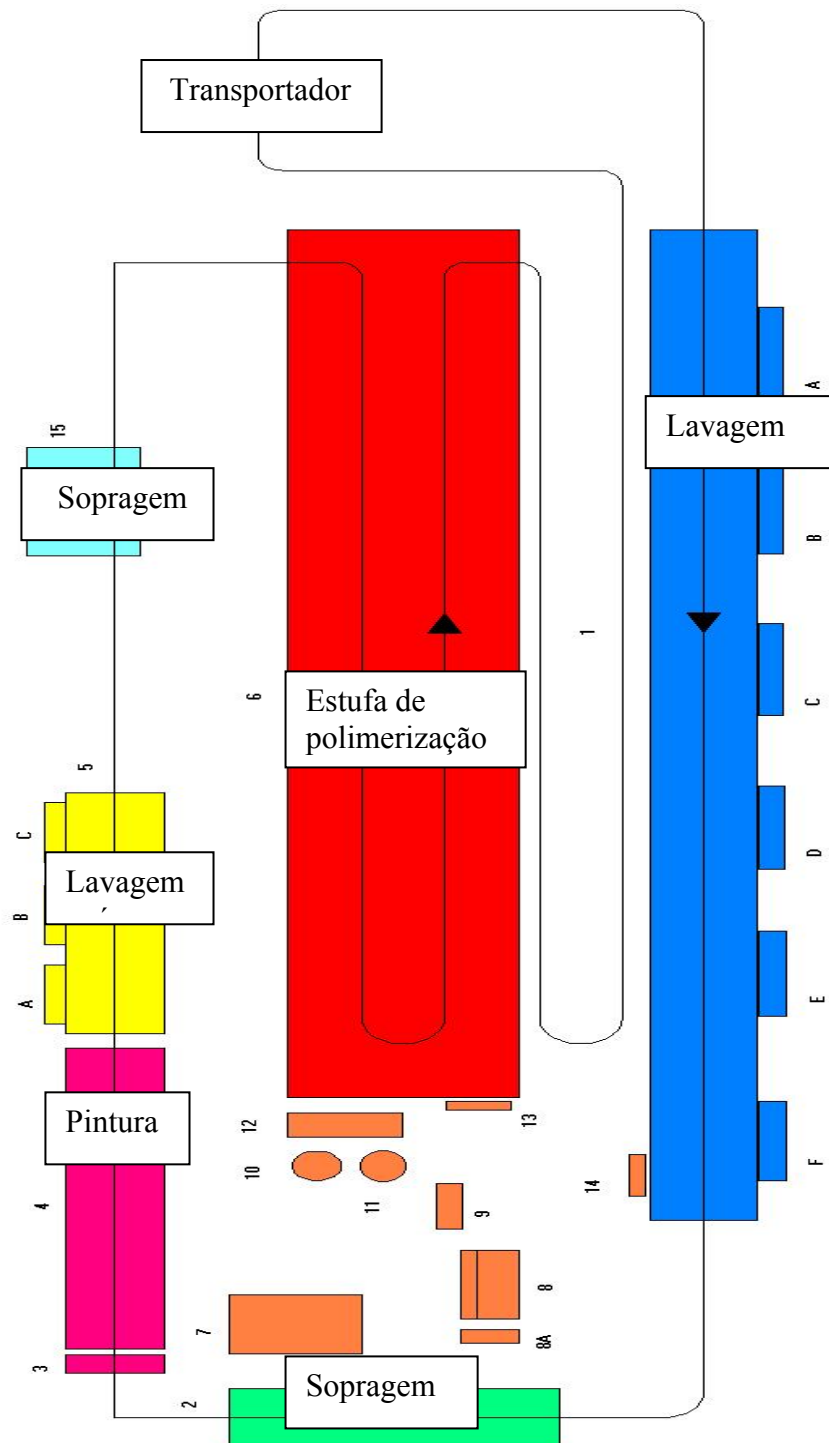 Transportador
15
Sopragem
Lavagem
A
B
C
D
E
F
1
6
Estufa de
polimerização
5
C
B
A
Lavagem
Pintura
4
3
12
13
10
11
9
14
8
8A
7
2
Sopragem